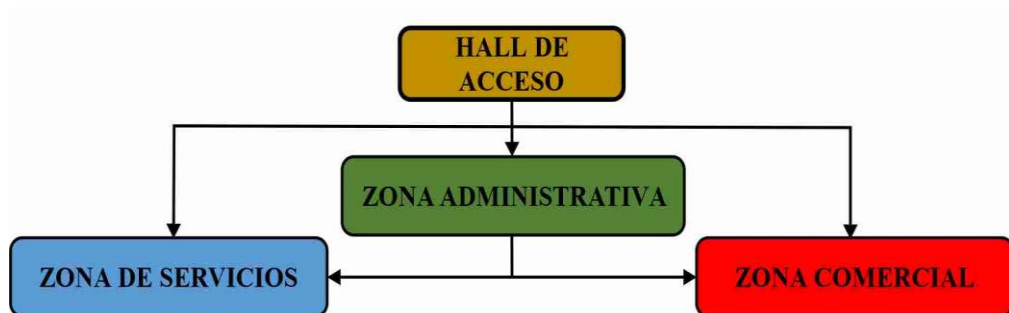 HALL DE
ACCESO
ZONA ADMINISTRATIVA
ZONA DE SERVICIOS
ZONA COMERCIAL